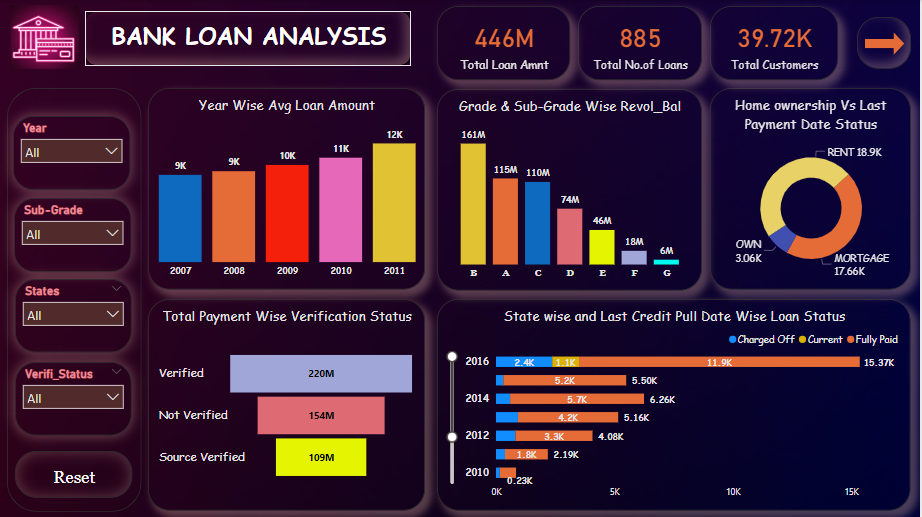 BANK LOAN ANALYSIS
446M
Total Loan Amnt
885
Total No.of Loans
39.72K
Total Customers
Year
All
Sub-Grade
All
States
All
Verifi_Status
All
Reset
Year Wise Avg Loan Amount
9K
9K
10K
11K
12K
2007
2008
2009
2010
2011
Grade & Sub-Grade Wise Revol_Bal
161M
115M
110M
74M
46M
18M
6M
B
A
C
D
E
F
G
Home ownership Vs Last
Payment Date Status
RENT 18.9K
OWN
3.06K
MORTGAGE
17.66K
Total Payment Wise Verification Status
Verified
220M
Not Verified
154M
Source Verified
109M
State wise and Last Credit Pull Date Wise Loan Status
Charged Off
Current
Fully Paid
2016
2.4K
1.1K
11.9K
15.37K
5.2K
5.50K
2014
5.7K
6.26K
4.2K
5.16K
2012
3.3K
4.08K
1.8K
2.19K
2010
0.23K
0K
5K
10K
15K